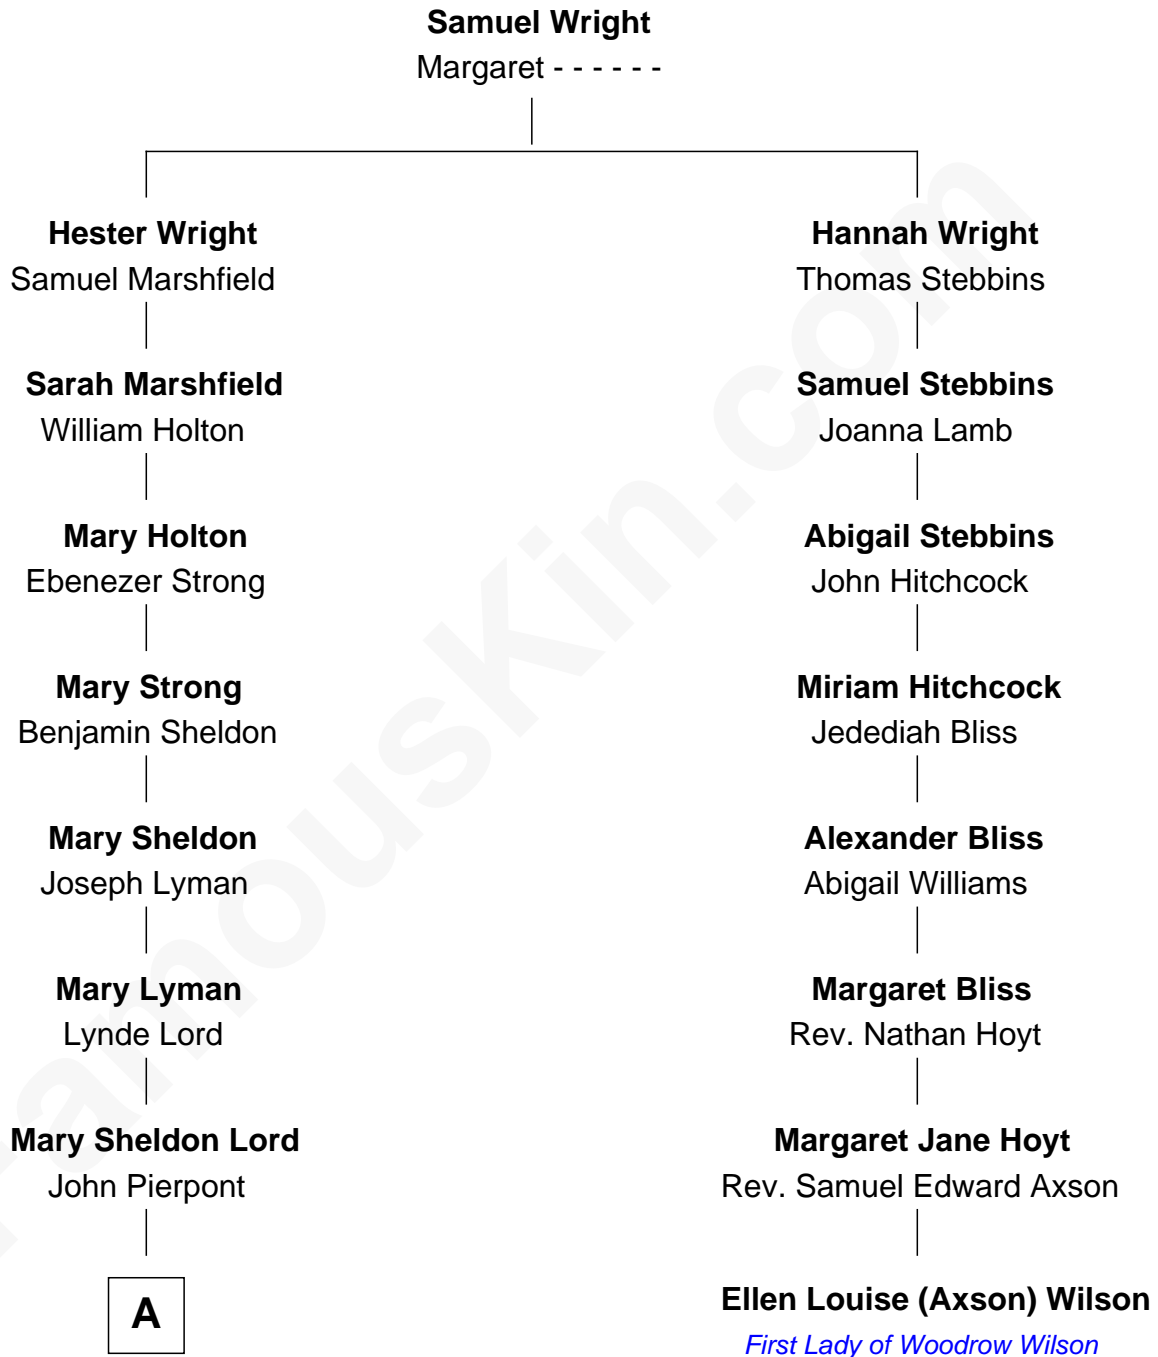 Samuel Wright
Margaret - - - - - -
Hester Wright
Samuel Marshfield
Hannah Wright
Thomas Stebbins
Sarah Marshfield
William Holton
Samuel Stebbins
Joanna Lamb
Mary Holton
Ebenezer Strong
Abigail Stebbins
John Hitchcock
Mary Strong
Benjamin Sheldon
Miriam Hitchcock
Jedediah Bliss
Mary Sheldon
Joseph Lyman
Alexander Bliss
Abigail Williams
Mary Lyman
Lynde Lord
Margaret Bliss
Rev. Nathan Hoyt
Mary Sheldon Lord
John Pierpont
Margaret Jane Hoyt
Rev. Samuel Edward Axson
A
Ellen Louise (Axson) Wilson
First Lady of Woodrow Wilson
FamousKin.com